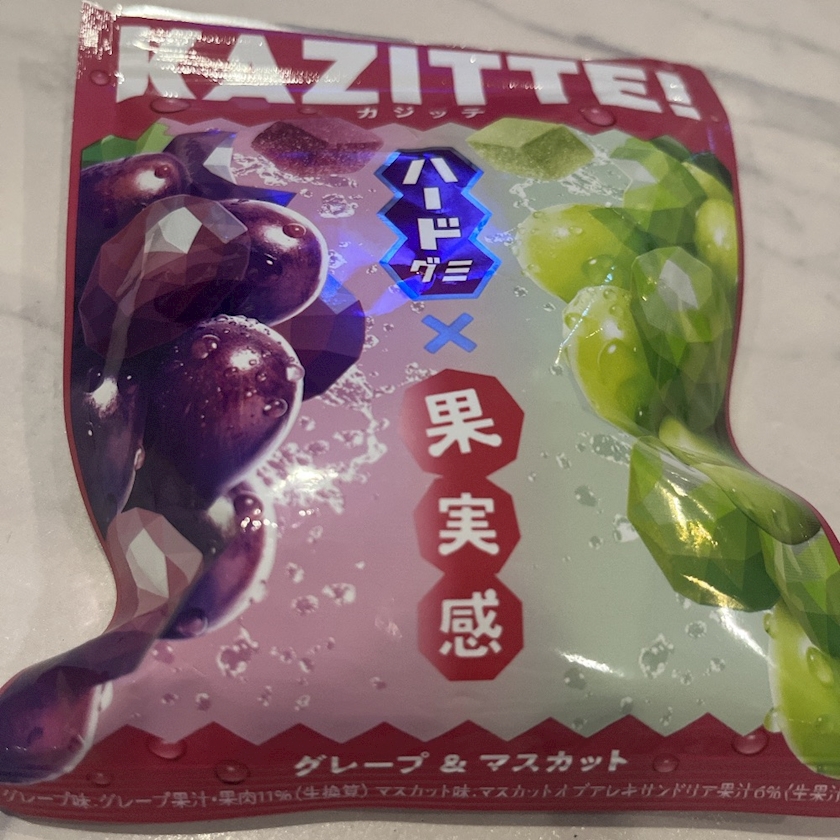 KAZITTE!
カジッテ
ハード
グミ
×
果実感
グレープ & マスカット
グレープ味:グレープ果汁・果肉11%(生換算) マスカット味:マスカットオブアレキサンドリア果汁6%(生果汁